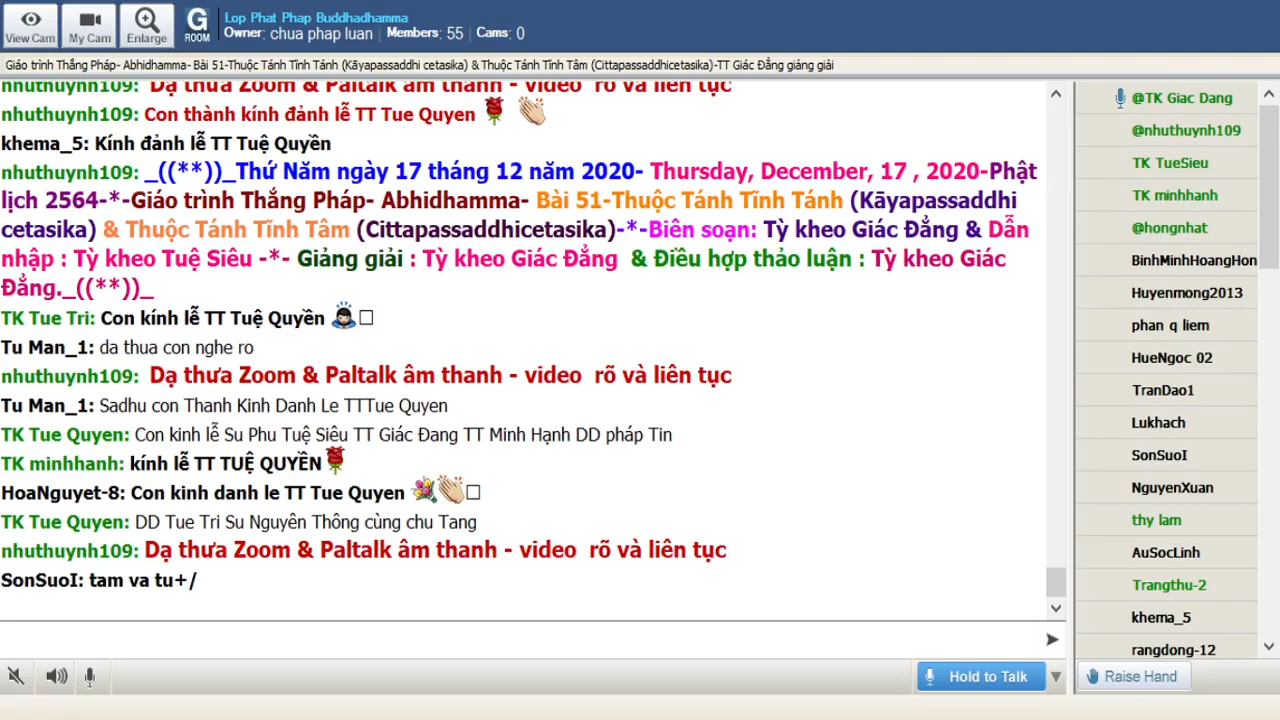 View Cam
My Cam
Enlarge
G
ROOM
Lop Phat Phap Buddhadhamma
Owner: chua phap luan Members: 55 Cams: 0
Giáo trình Thắng Pháp- Abhidhamma- Bài 51-Thuộc Tánh Tĩnh Tánh (Kāyapassaddhi cetasika) & Thuộc Tánh Tĩnh Tâm (Cittapassaddhicetasika)-TT Giác Đẳng giảng giải
nhuthuynh109: Dạ thưa Zoom & Paltalk âm thanh - video rõ và liên tục
nhuthuynh109: Con thành kính đảnh lễ TT Tue Quyen
khema_5: Kính đảnh lễ TT Tuệ Quyền
nhuthuynh109: _((**))_Thứ Năm ngày 17 tháng 12 năm 2020- Thursday, December, 17 , 2020-Phật
lịch 2564-*-Giáo trình Thắng Pháp- Abhidhamma- Bài 51-Thuộc Tánh Tĩnh Tánh (Kāyapassaddhi
cetasika) & Thuộc Tánh Tĩnh Tâm (Cittapassaddhicetasika)-*-Biên soạn: Tỳ kheo Giác Đẳng & Dẫn
nhập : Tỳ kheo Tuệ Siêu -*- Giảng giải : Tỳ kheo Giác Đẳng & Điều hợp thảo luận : Tỳ kheo Giác
Đẳng._((**))_
TK Tue Tri: Con kính lễ TT Tuệ Quyền
Tu Man_1: da thua con nghe ro
nhuthuynh109: Dạ thưa Zoom & Paltalk âm thanh - video rõ và liên tục
Tu Man_1: Sadhu con Thanh Kinh Danh Le TTTue Quyen
TK Tue Quyen: Con kinh lễ Su Phu Tuệ Siêu TT Giác Đang TT Minh Hạnh DD pháp Tin
TK minhhanh: kính lễ TT TUỆ QUYỀN
HoaNguyet-8: Con kinh danh le TT Tue Quyen
TK Tue Quyen: DD Tue Tri Su Nguyên Thông cùng chu Tang
nhuthuynh109: Dạ thưa Zoom & Paltalk âm thanh - video rõ và liên tục
SonSuoI: tam va tu+/
Hold to Talk
@TK Giac Dang
@nhuthuynh109
TK TueSieu
TK minhhanh
@hongnhat
BinhMinhHoangHon
Huyenmong2013
phan q liem
HueNgoc 02
TranDao1
Lukhach
SonSuoI
NguyenXuan
thy lam
AuSocLinh
Trangthu-2
khema_5
rangdong-12
Raise Hand